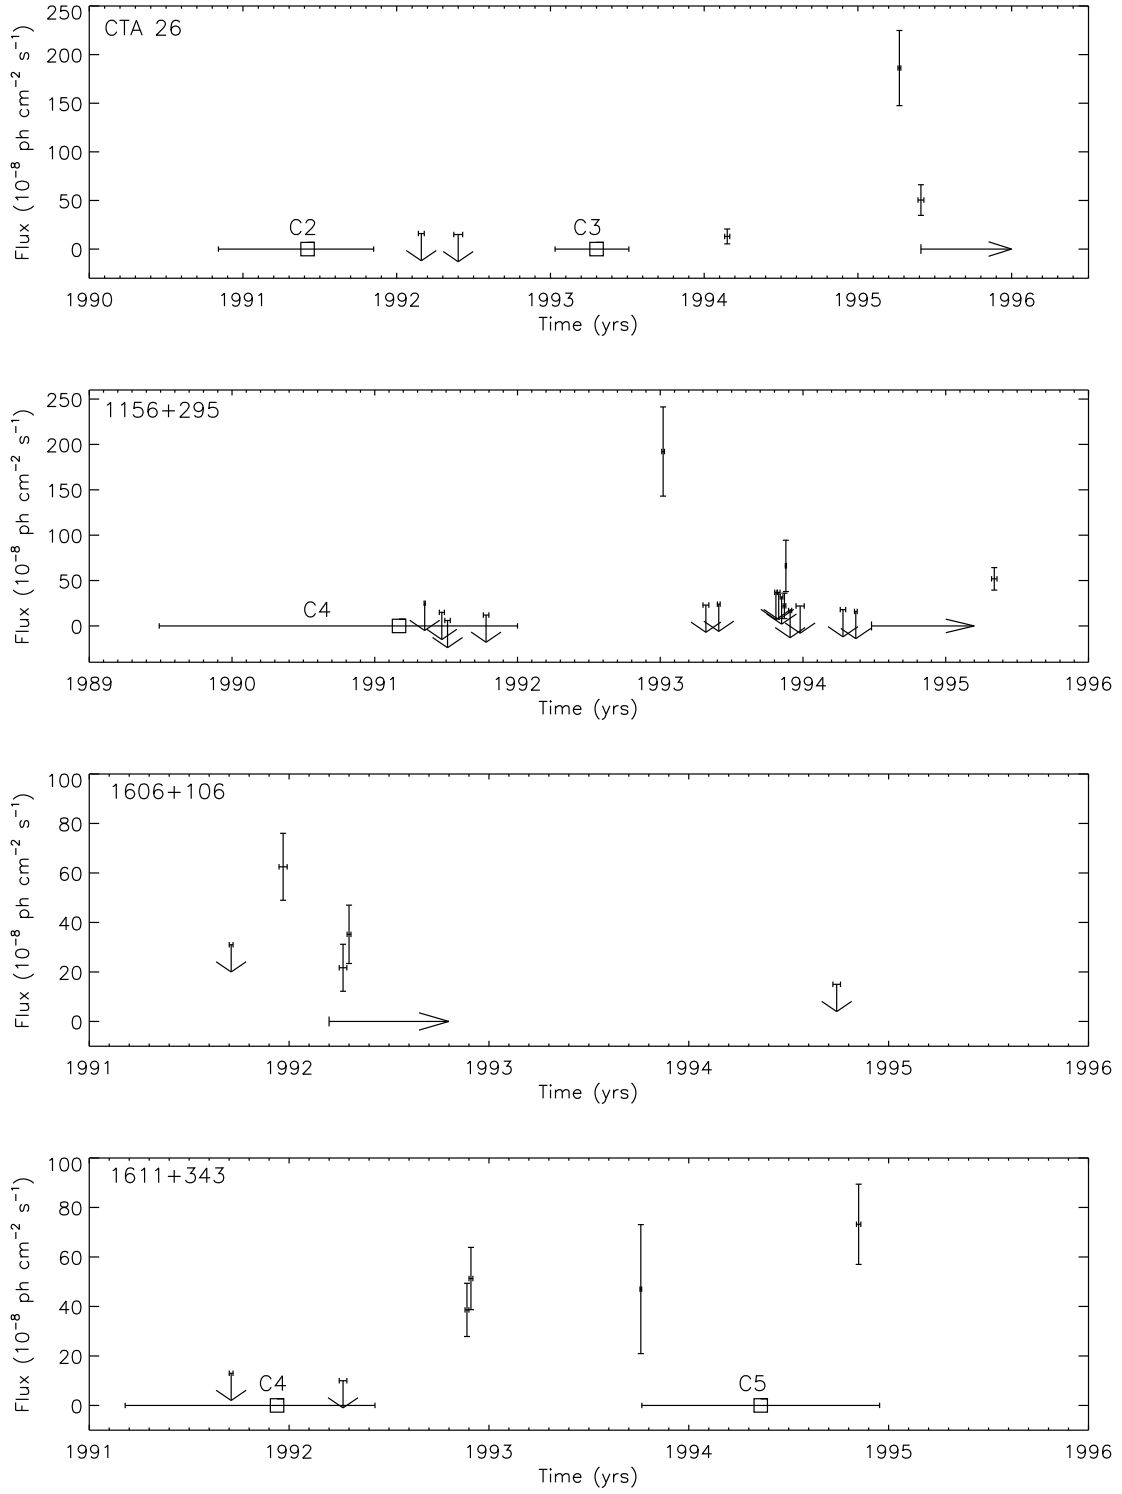 CTA 26
250
200
150
100
50
0
Flux (10⁻⁸ ph cm⁻² s⁻¹)
C2
C3
1990 1991 1992 1993 1994 1995 1996
Time (yrs)
1156+295
250
200
150
100
50
0
Flux (10⁻⁸ ph cm⁻² s⁻¹)
C4
1989 1990 1991 1992 1993 1994 1995 1996
Time (yrs)
1606+106
100
80
60
40
20
0
Flux (10⁻⁸ ph cm⁻² s⁻¹)
1991 1992 1993 1994 1995 1996
Time (yrs)
1611+343
100
80
60
40
20
0
Flux (10⁻⁸ ph cm⁻² s⁻¹)
C4
C5
1991 1992 1993 1994 1995 1996
Time (yrs)